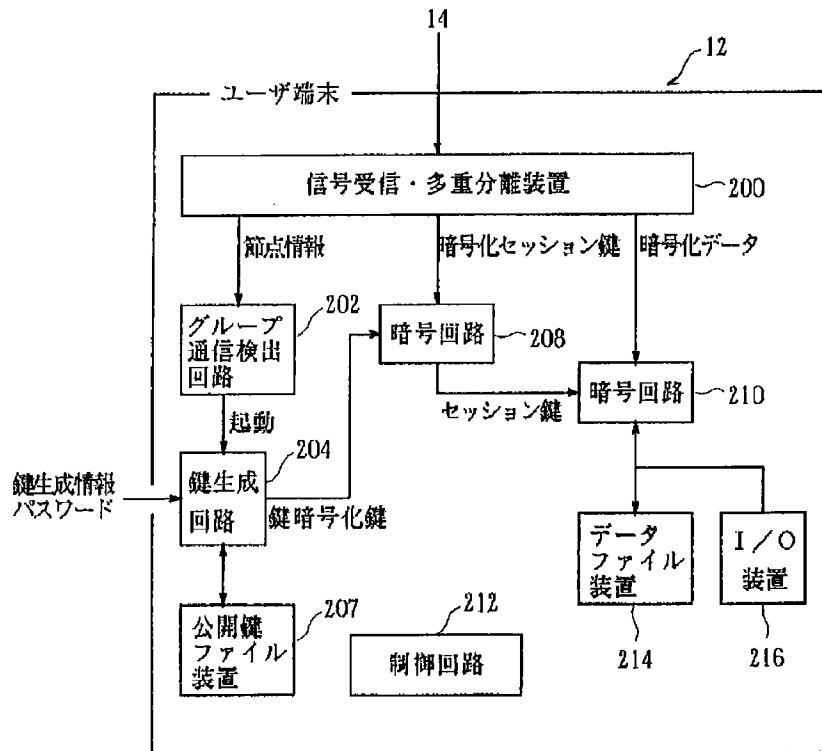 14
12
ユーザ端末
信号受信・多重分離装置
200
節点情報
暗号化セッション鍵
暗号化データ
グループ
通信検出
回路
202
暗号回路
208
セッション鍵
暗号回路
210
起動
鍵生成情報
パスワード
鍵生成
回路
204
鍵暗号化鍵
データ
ファイル
装置
214
I/O
装置
216
公開鍵
ファイル
装置
207
212
制御回路